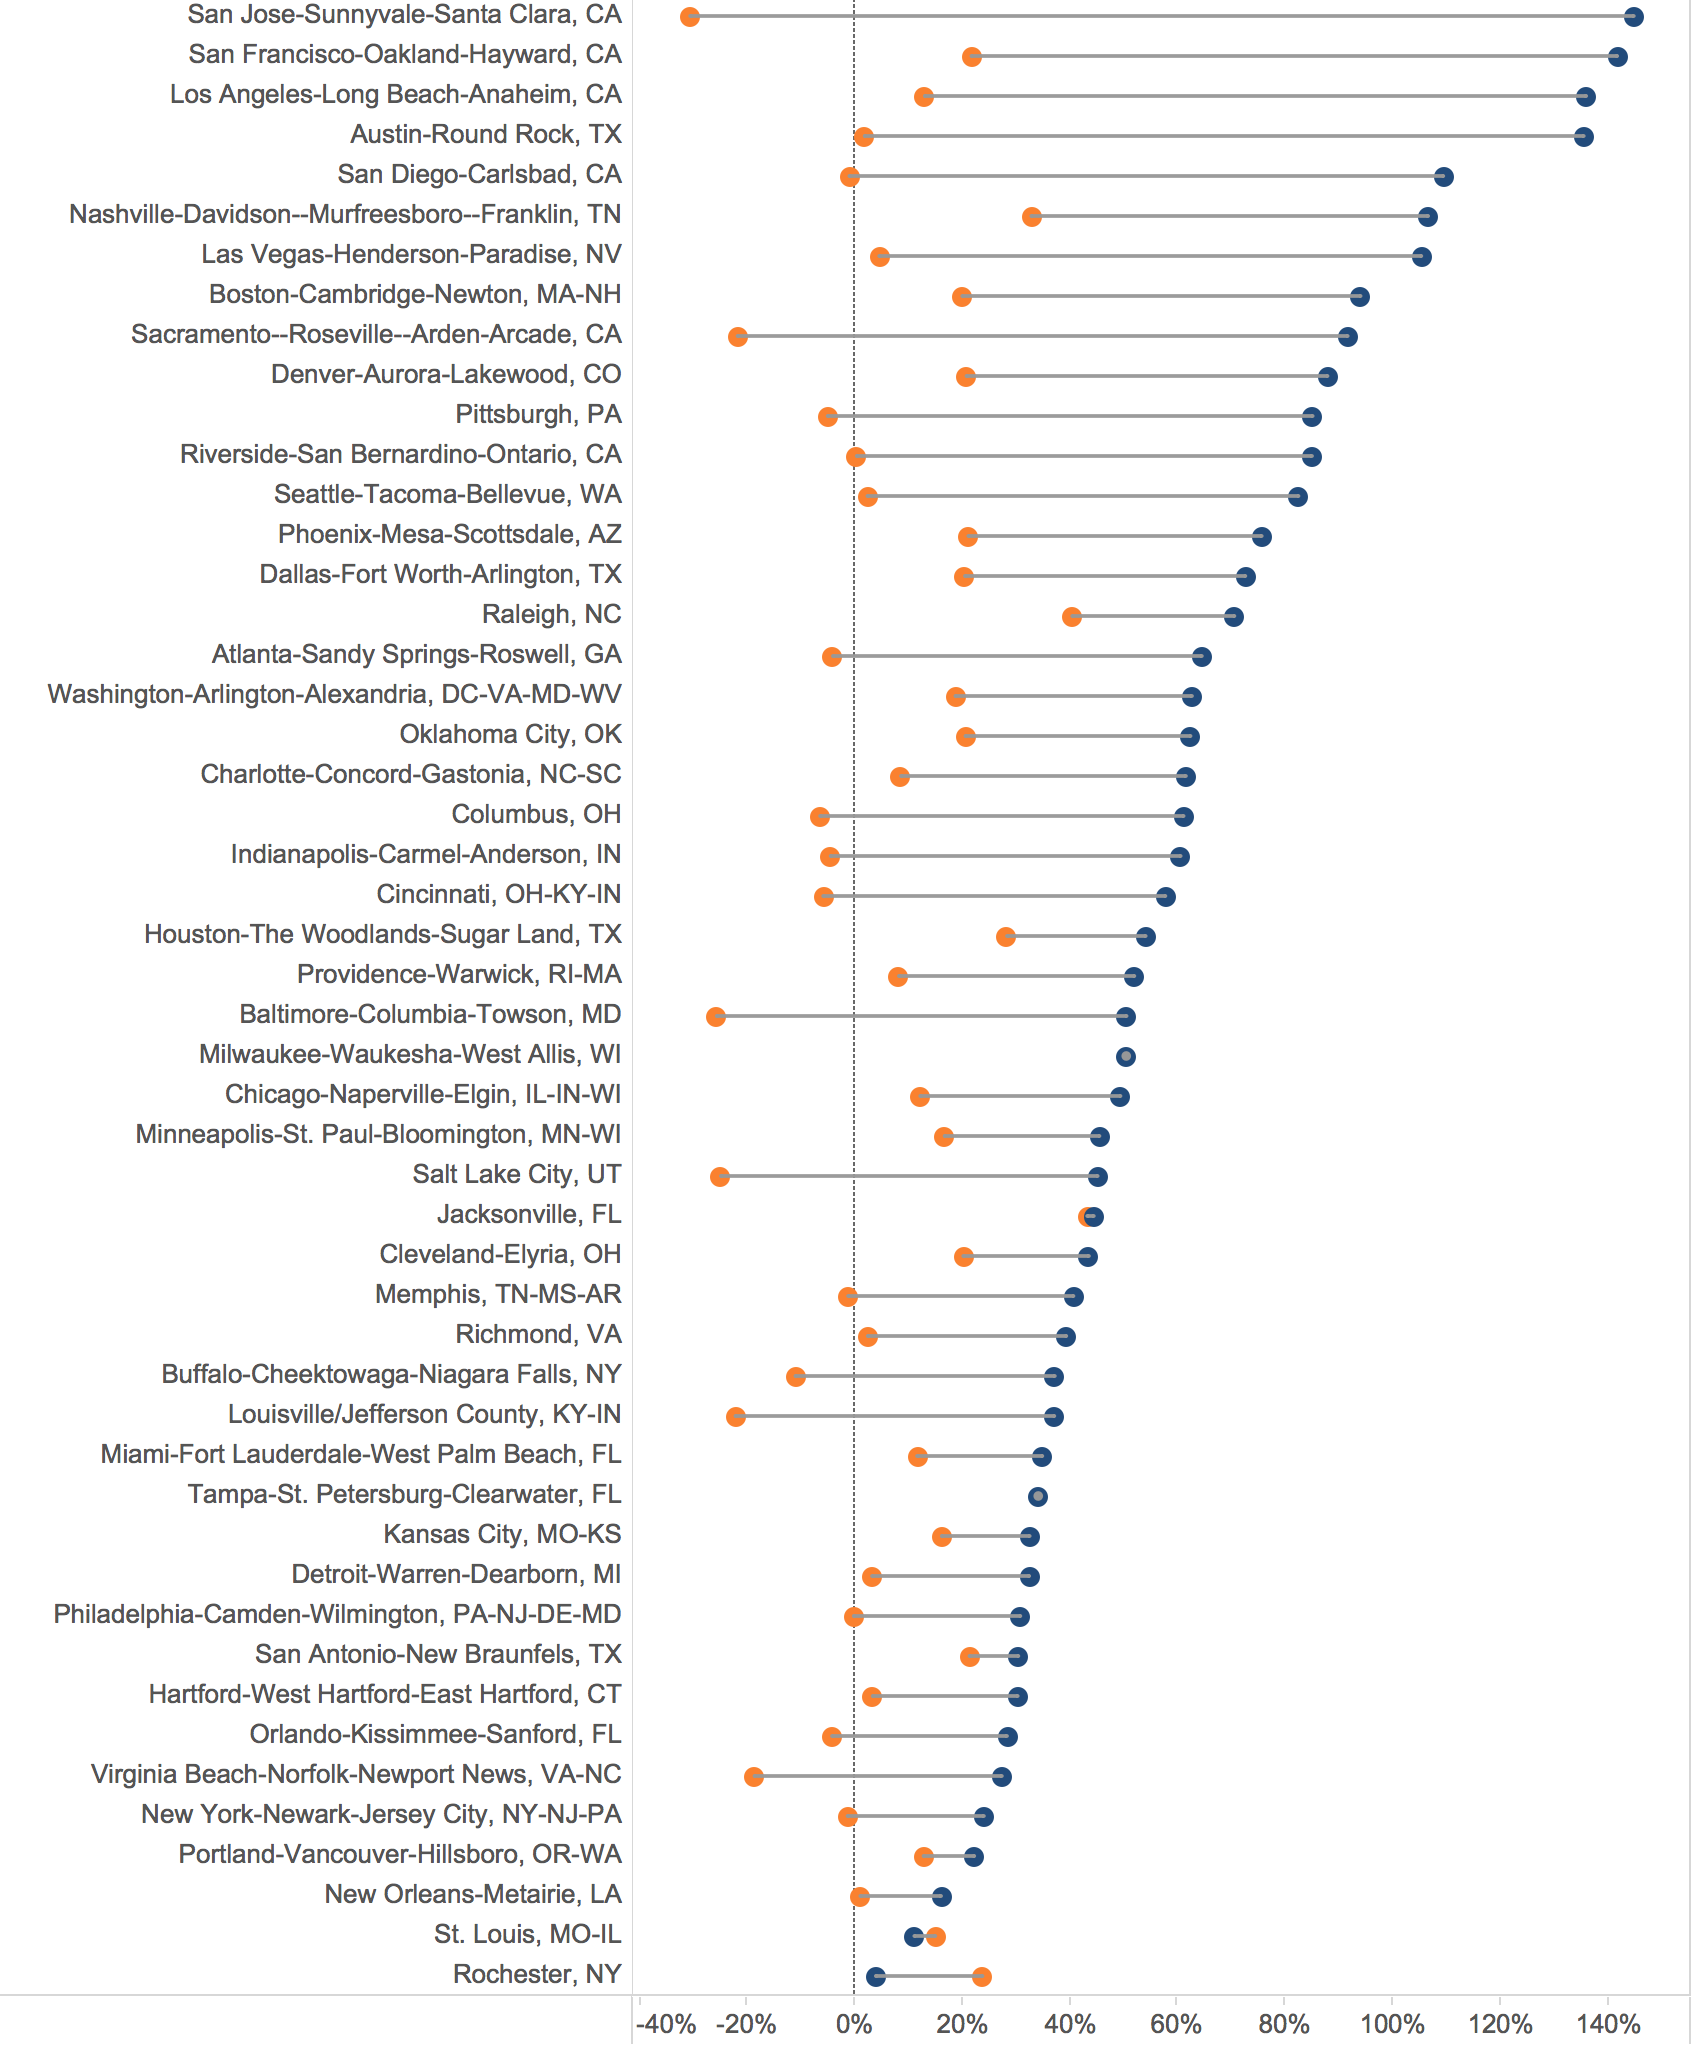 San Jose-Sunnyvale-Santa Clara, CA
San Francisco-Oakland-Hayward, CA
Los Angeles-Long Beach-Anaheim, CA
Austin-Round Rock, TX
San Diego-Carlsbad, CA
Nashville-Davidson--Murfreesboro--Franklin, TN
Las Vegas-Henderson-Paradise, NV
Boston-Cambridge-Newton, MA-NH
Sacramento--Roseville--Arden-Arcade, CA
Denver-Aurora-Lakewood, CO
Pittsburgh, PA
Riverside-San Bernardino-Ontario, CA
Seattle-Tacoma-Bellevue, WA
Phoenix-Mesa-Scottsdale, AZ
Dallas-Fort Worth-Arlington, TX
Raleigh, NC
Atlanta-Sandy Springs-Roswell, GA
Washington-Arlington-Alexandria, DC-VA-MD-WV
Oklahoma City, OK
Charlotte-Concord-Gastonia, NC-SC
Columbus, OH
Indianapolis-Carmel-Anderson, IN
Cincinnati, OH-KY-IN
Houston-The Woodlands-Sugar Land, TX
Providence-Warwick, RI-MA
Baltimore-Columbia-Towson, MD
Milwaukee-Waukesha-West Allis, WI
Chicago-Naperville-Elgin, IL-IN-WI
Minneapolis-St. Paul-Bloomington, MN-WI
Salt Lake City, UT
Jacksonville, FL
Cleveland-Elyria, OH
Memphis, TN-MS-AR
Richmond, VA
Buffalo-Cheektowaga-Niagara Falls, NY
Louisville/Jefferson County, KY-IN
Miami-Fort Lauderdale-West Palm Beach, FL
Tampa-St. Petersburg-Clearwater, FL
Kansas City, MO-KS
Detroit-Warren-Dearborn, MI
Philadelphia-Camden-Wilmington, PA-NJ-DE-MD
San Antonio-New Braunfels, TX
Hartford-West Hartford-East Hartford, CT
Orlando-Kissimmee-Sanford, FL
Virginia Beach-Norfolk-Newport News, VA-NC
New York-Newark-Jersey City, NY-NJ-PA
Portland-Vancouver-Hillsboro, OR-WA
New Orleans-Metairie, LA
St. Louis, MO-IL
Rochester, NY
-40% -20% 0% 20% 40% 60% 80% 100% 120% 140%